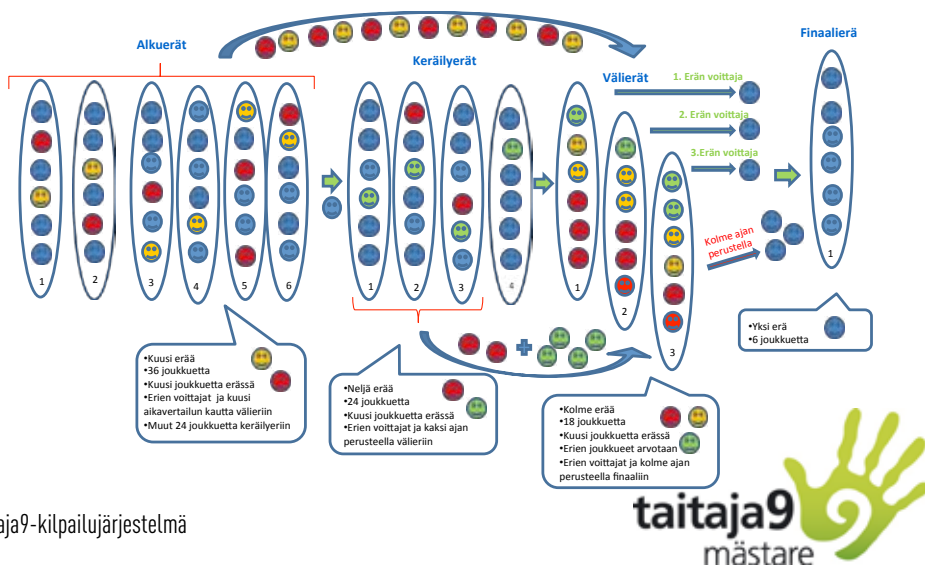 Alkuerät
Keräilyerät
Välierät
Finaalierä
1. Erän voittaja
2. Erän voittaja
3.Erän voittaja
Kolme ajan
perustella
1
2
3
4
5
6
1
2
3
4
1
2
3
1
•Kuusi erää
•36 joukkuetta
•Kuusi joukkuetta erässä
•Erien voittajat ja kuusi
aikavertailun kautta välieriin
•Muut 24 joukkuetta keräilyeriin
•Neljä erää
•24 joukkuetta
•Kuusi joukkuetta erässä
•Erien voittajat ja kaksi ajan
perusteella välieriin
•Kolme erää
•18 joukkuetta
•Kuusi joukkuetta erässä
•Erien joukkueet arvotaan
•Erien voittajat ja kolme ajan
perusteella finaaliin
•Yksi erä
•6 joukkuetta
aja9-kilpailujärjestelmä
taitaja9
mästare